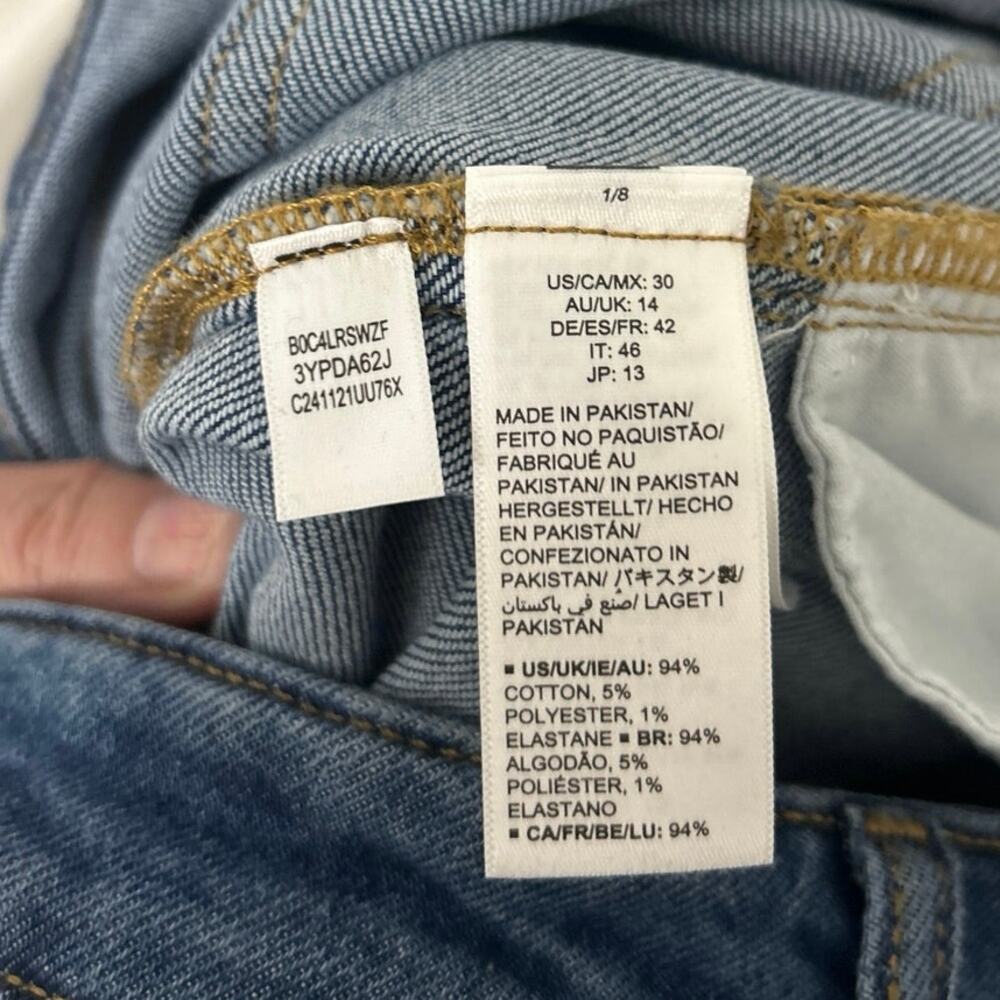 B0C4LRSWZF
3YPDA62J
C241121UU76X
1/8
US/CA/MX: 30
AU/UK: 14
DE/ES/FR: 42
IT: 46
JP: 13
MADE IN PAKISTAN/
FEITO NO PAQUISTÃO/
FABRIQUÉ AU
PAKISTAN/ IN PAKISTAN
HERGESTELLT/ HECHO
EN PAKISTÁN/
CONFEZIONATO IN
PAKISTAN/ パキスタン製/
صُنع في باكستان/ LAGET I
PAKISTAN
▪ US/UK/IE/AU: 94%
COTTON, 5%
POLYESTER, 1%
ELASTANE ▪ BR: 94%
ALGODÃO, 5%
POLIÉSTER, 1%
ELASTANO
▪ CA/FR/BE/LU: 94%